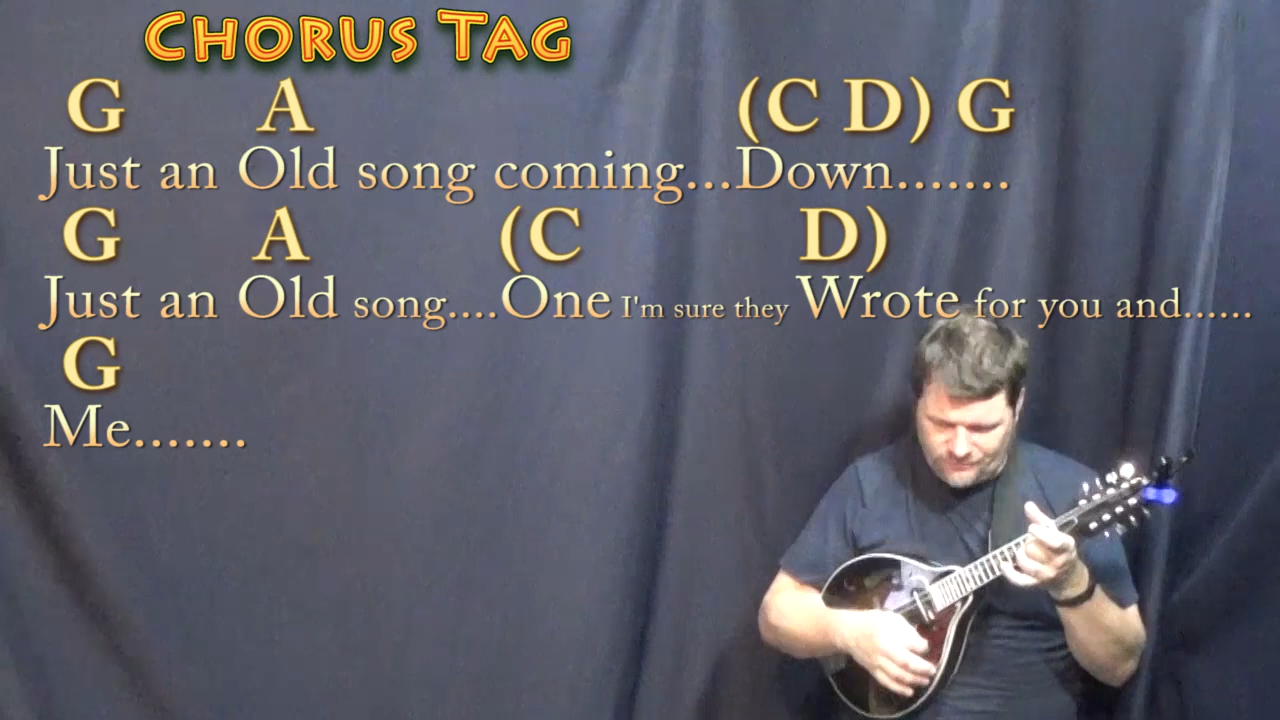 CHORUS TAG
G A (C D) G
Just an Old song coming...Down.......
G A (C D)
Just an Old song....One I'm sure they Wrote for you and......
G
Me.......